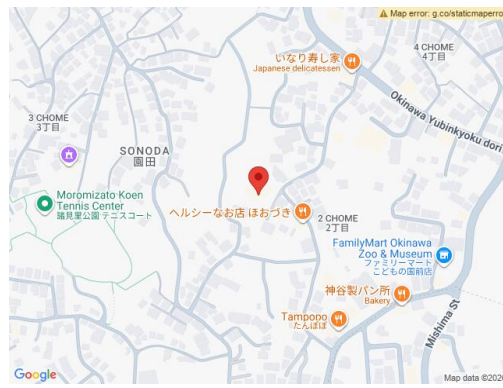 Map error: g.co/staticmaperro
いなり寿し家
Japanese delicatessen
4 CHOME
4丁目
Okinawa Yubinkyoku dori
3 CHOME
3丁目
SONODA
園田
Moromizato Koen
Tennis Center
諸見里公園 テニスコート
ヘルシーなお店 ほおづき
2 CHOME
2丁目
FamilyMart Okinawa
Zoo & Museum
ファミリーマート
こどもの国前店
神谷製パン所
Bakery
Tampopo
たんぽぽ
Mishima St
Google
Map data ©202